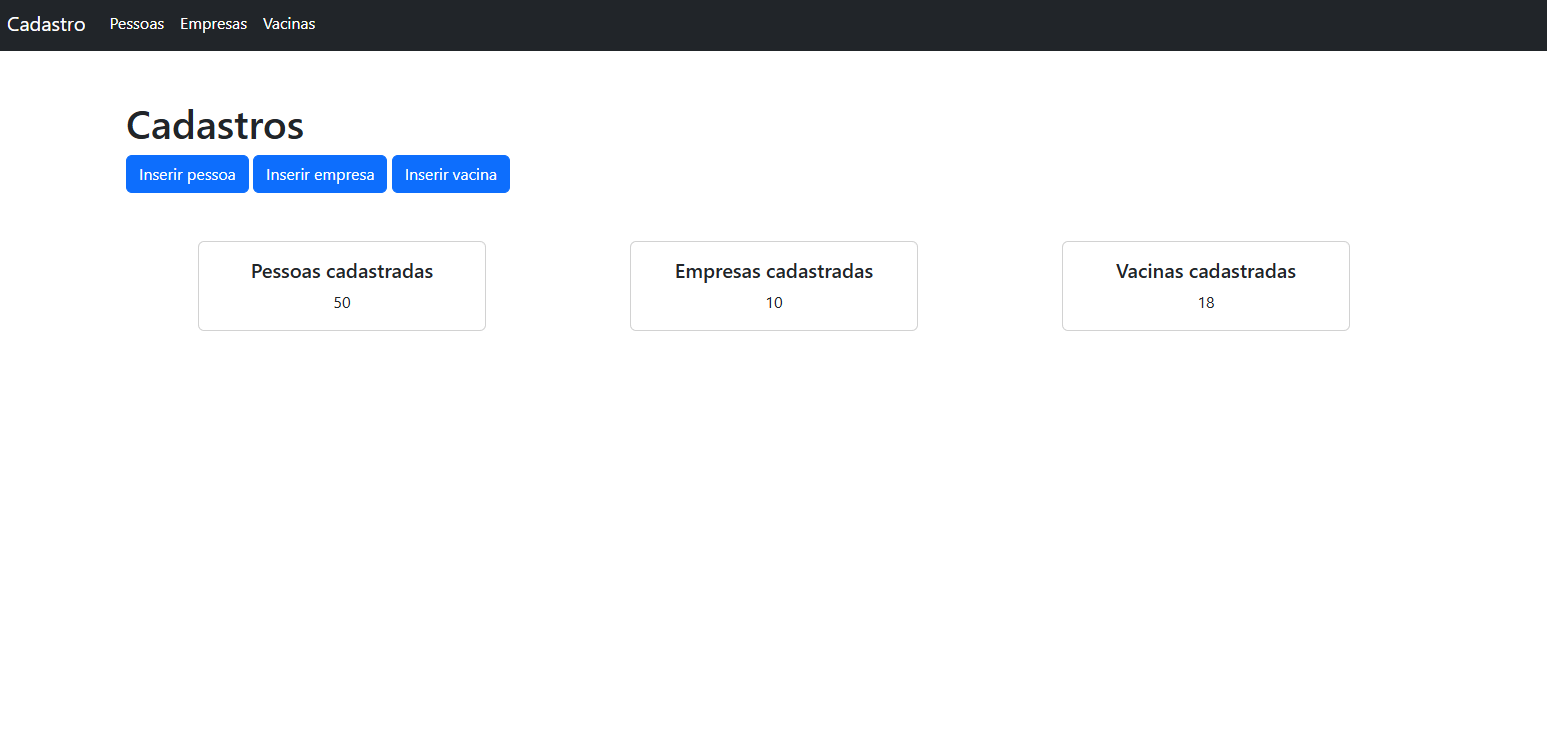 Cadastro Pessoas Empresas Vacinas
Cadastros
Inserir pessoa Inserir empresa Inserir vacina
Pessoas cadastradas
50
Empresas cadastradas
10
Vacinas cadastradas
18